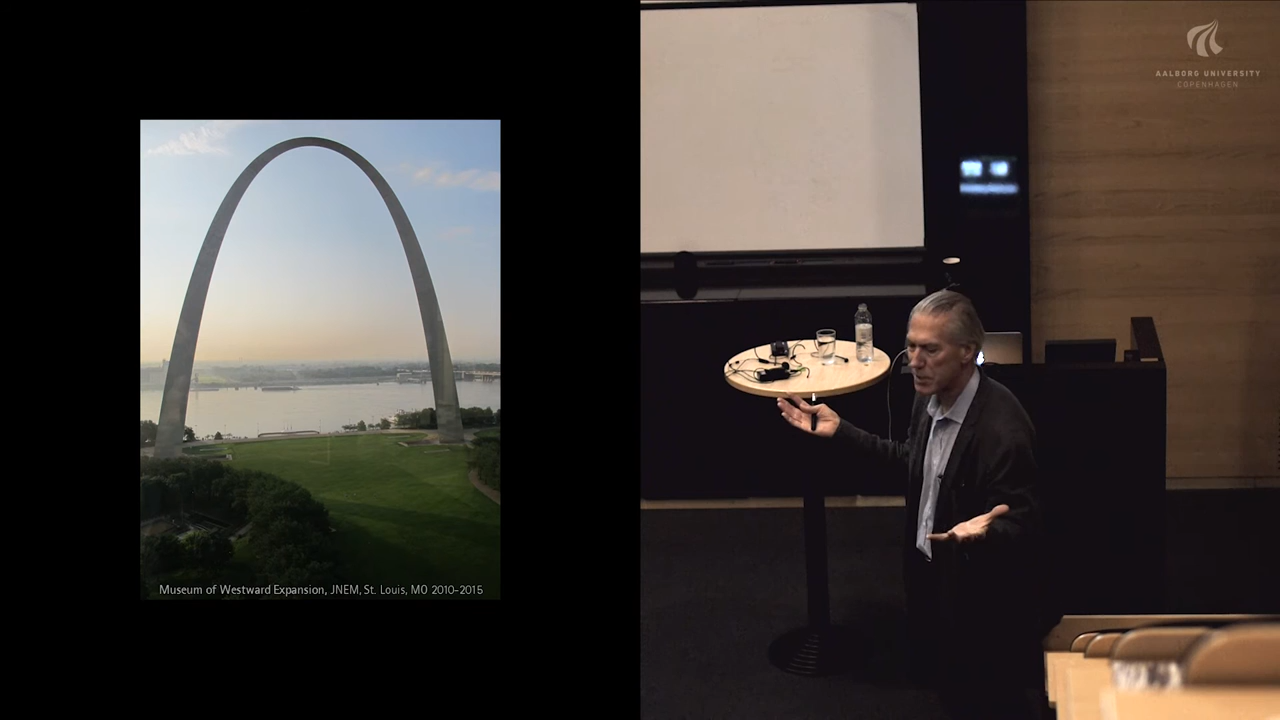 Museum of Westward Expansion, JNEM, St. Louis, MO 2010-2015
AALBORG UNIVERSITY
COPENHAGEN